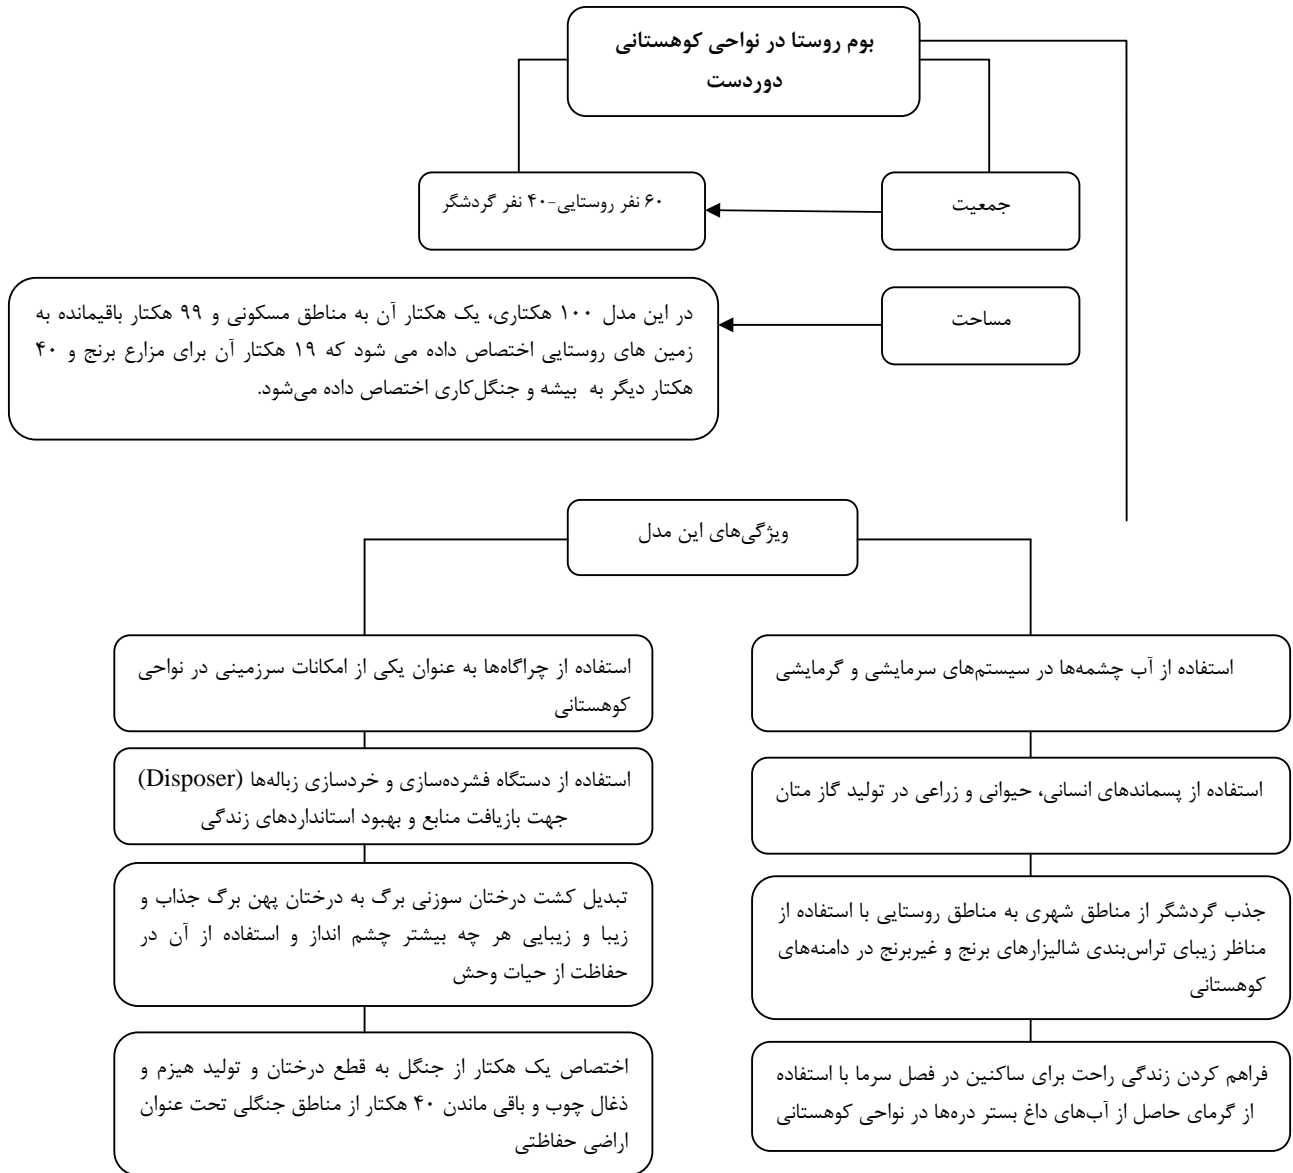 بوم روستا در نواحی کوهستانی
دوردست
جمعیت
۶۰ نفر روستایی-۴۰ نفر گردشگر
مساحت
در این مدل ۱۰۰ هکتاری، یک هکتار آن به مناطق مسکونی و ۹۹ هکتار باقیمانده به
زمین های روستایی اختصاص داده می شود که ۱۹ هکتار آن برای مزارع برنج و ۴۰
هکتار دیگر به بیشه و جنگل‌کاری اختصاص داده می‌شود.
ویژگی‌های این مدل
استفاده از آب چشمه‌ها در سیستم‌های سرمایشی و گرمایشی
استفاده از پسماندهای انسانی، حیوانی و زراعی در تولید گاز متان
جذب گردشگر از مناطق شهری به مناطق روستایی با استفاده از
مناظر زیبای تراس‌بندی شالیزارهای برنج و غیربرنج در دامنه‌های
کوهستانی
فراهم کردن زندگی راحت برای ساکنین در فصل سرما با استفاده
از گرمای حاصل از آب‌های داغ بستر دره‌ها در نواحی کوهستانی
استفاده از چراگاه‌ها به عنوان یکی از امکانات سرزمینی در نواحی
کوهستانی
استفاده از دستگاه فشرده‌سازی و خردسازی زباله‌ها (Disposer)
جهت بازیافت منابع و بهبود استانداردهای زندگی
تبدیل کشت درختان سوزنی برگ به درختان پهن برگ جذاب و
زیبا و زیبایی هر چه بیشتر چشم انداز و استفاده از آن در
حفاظت از حیات وحش
اختصاص یک هکتار از جنگل به قطع درختان و تولید هیزم و
ذغال چوب و باقی ماندن ۴۰ هکتار از مناطق جنگلی تحت عنوان
اراضی حفاظتی